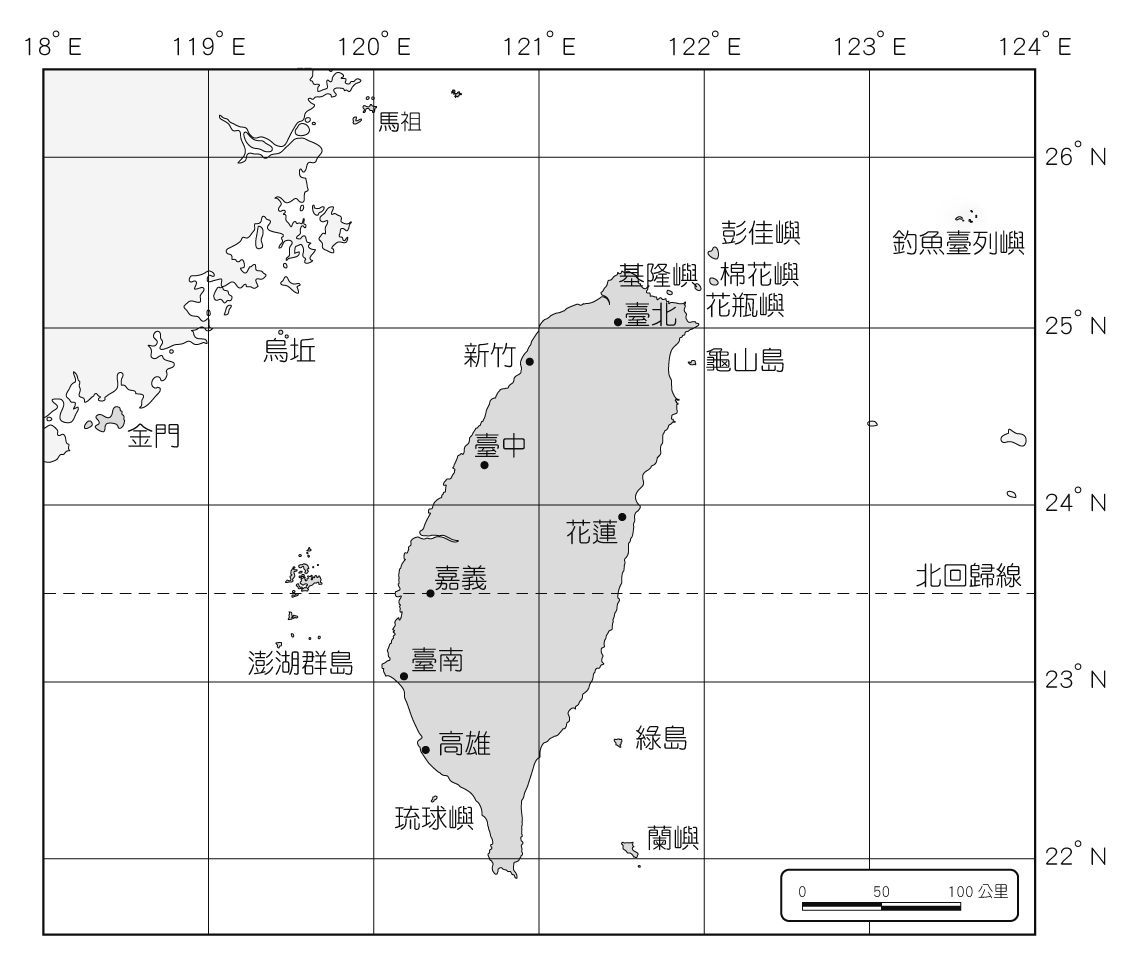 18° E 119° E 120° E 121° E 122° E 123° E 124° E
馬祖
26° N
彭佳嶼
釣魚臺列嶼
基隆嶼
棉花嶼
花瓶嶼
臺北
25° N
烏坵
新竹
龜山島
金門
臺中
24° N
花蓮
嘉義
北回歸線
澎湖群島
臺南
23° N
高雄
綠島
琉球嶼
蘭嶼
22° N
0 50 100 公里